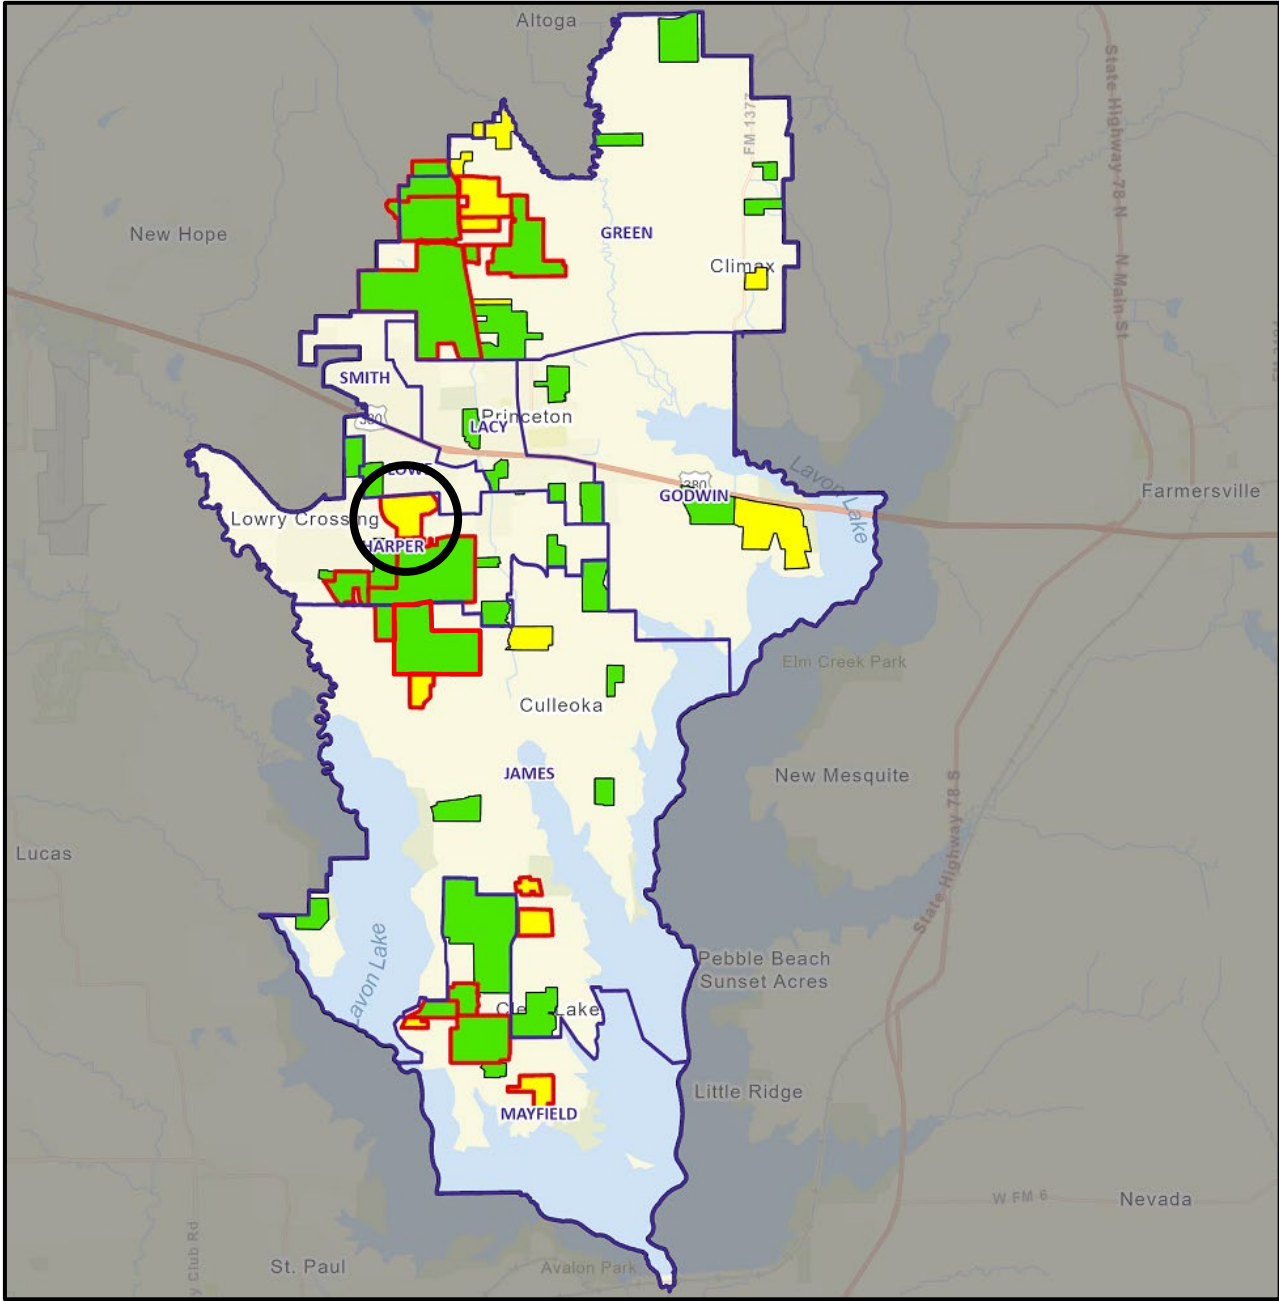 Altoga
State Highway 78 N
N Main St
FM 1377
New Hope
GREEN
Climax
SMITH
380
Princeton
LACY
LOWE
Lavon Lake
380
GODWIN
Farmersville
Lowry Crossing
HARPER
Elm Creek Park
Culleoka
JAMES
New Mesquite
State Highway 78 S
Lucas
Lavon Lake
Pebble Beach
Sunset Acres
Lake
Little Ridge
MAYFIELD
W FM 6
Nevada
y Club Rd
St. Paul
Avalon Park